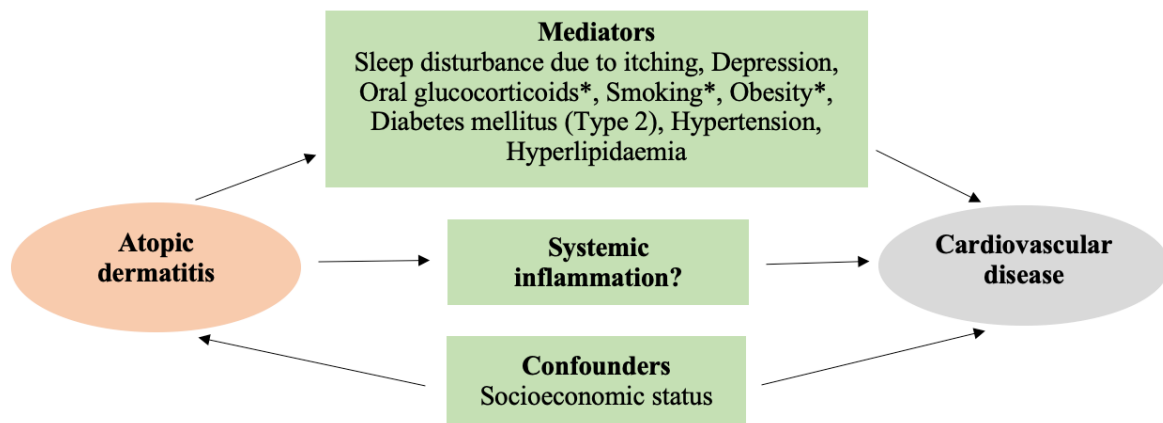 Mediators
Sleep disturbance due to itching, Depression,
Oral glucocorticoids*, Smoking*, Obesity*,
Diabetes mellitus (Type 2), Hypertension,
Hyperlipidaemia
Atopic
dermatitis
Systemic
inflammation?
Cardiovascular
disease
Confounders
Socioeconomic status